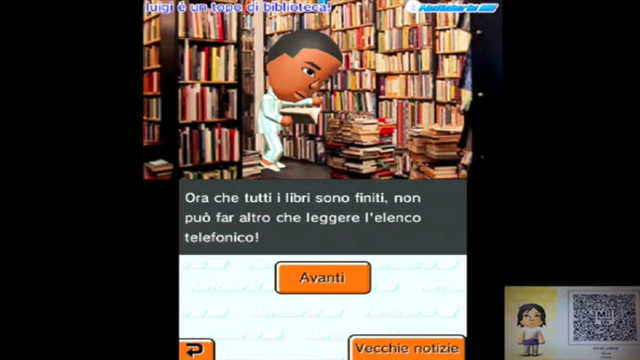 luigi è un topo di biblioteca!
Ora che tutti i libri sono finiti, non
può far altro che leggere l'elenco
telefonico!
Avanti
Vecchie notizie
Mii